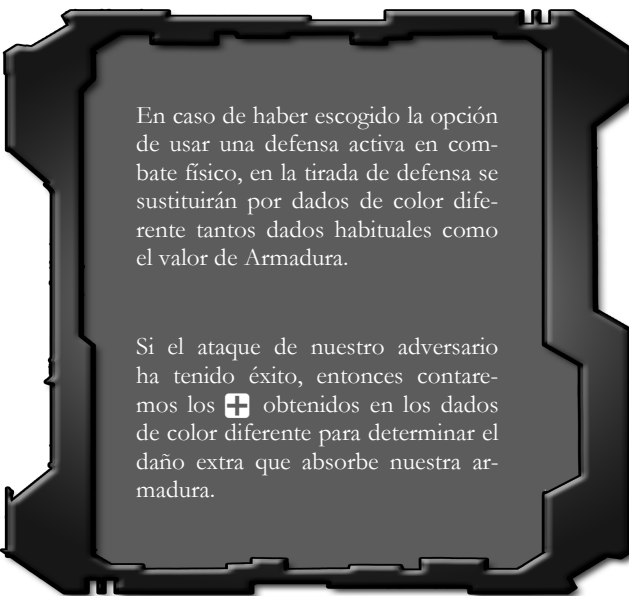 En caso de haber escogido la opción
de usar una defensa activa en com-
bate físico, en la tirada de defensa se
sustituirán por dados de color dife-
rente tantos dados habituales como
el valor de Armadura.
Si el ataque de nuestro adversario
ha tenido éxito, entonces contare-
mos los ➕ obtenidos en los dados
de color diferente para determinar el
daño extra que absorbe nuestra ar-
madura.